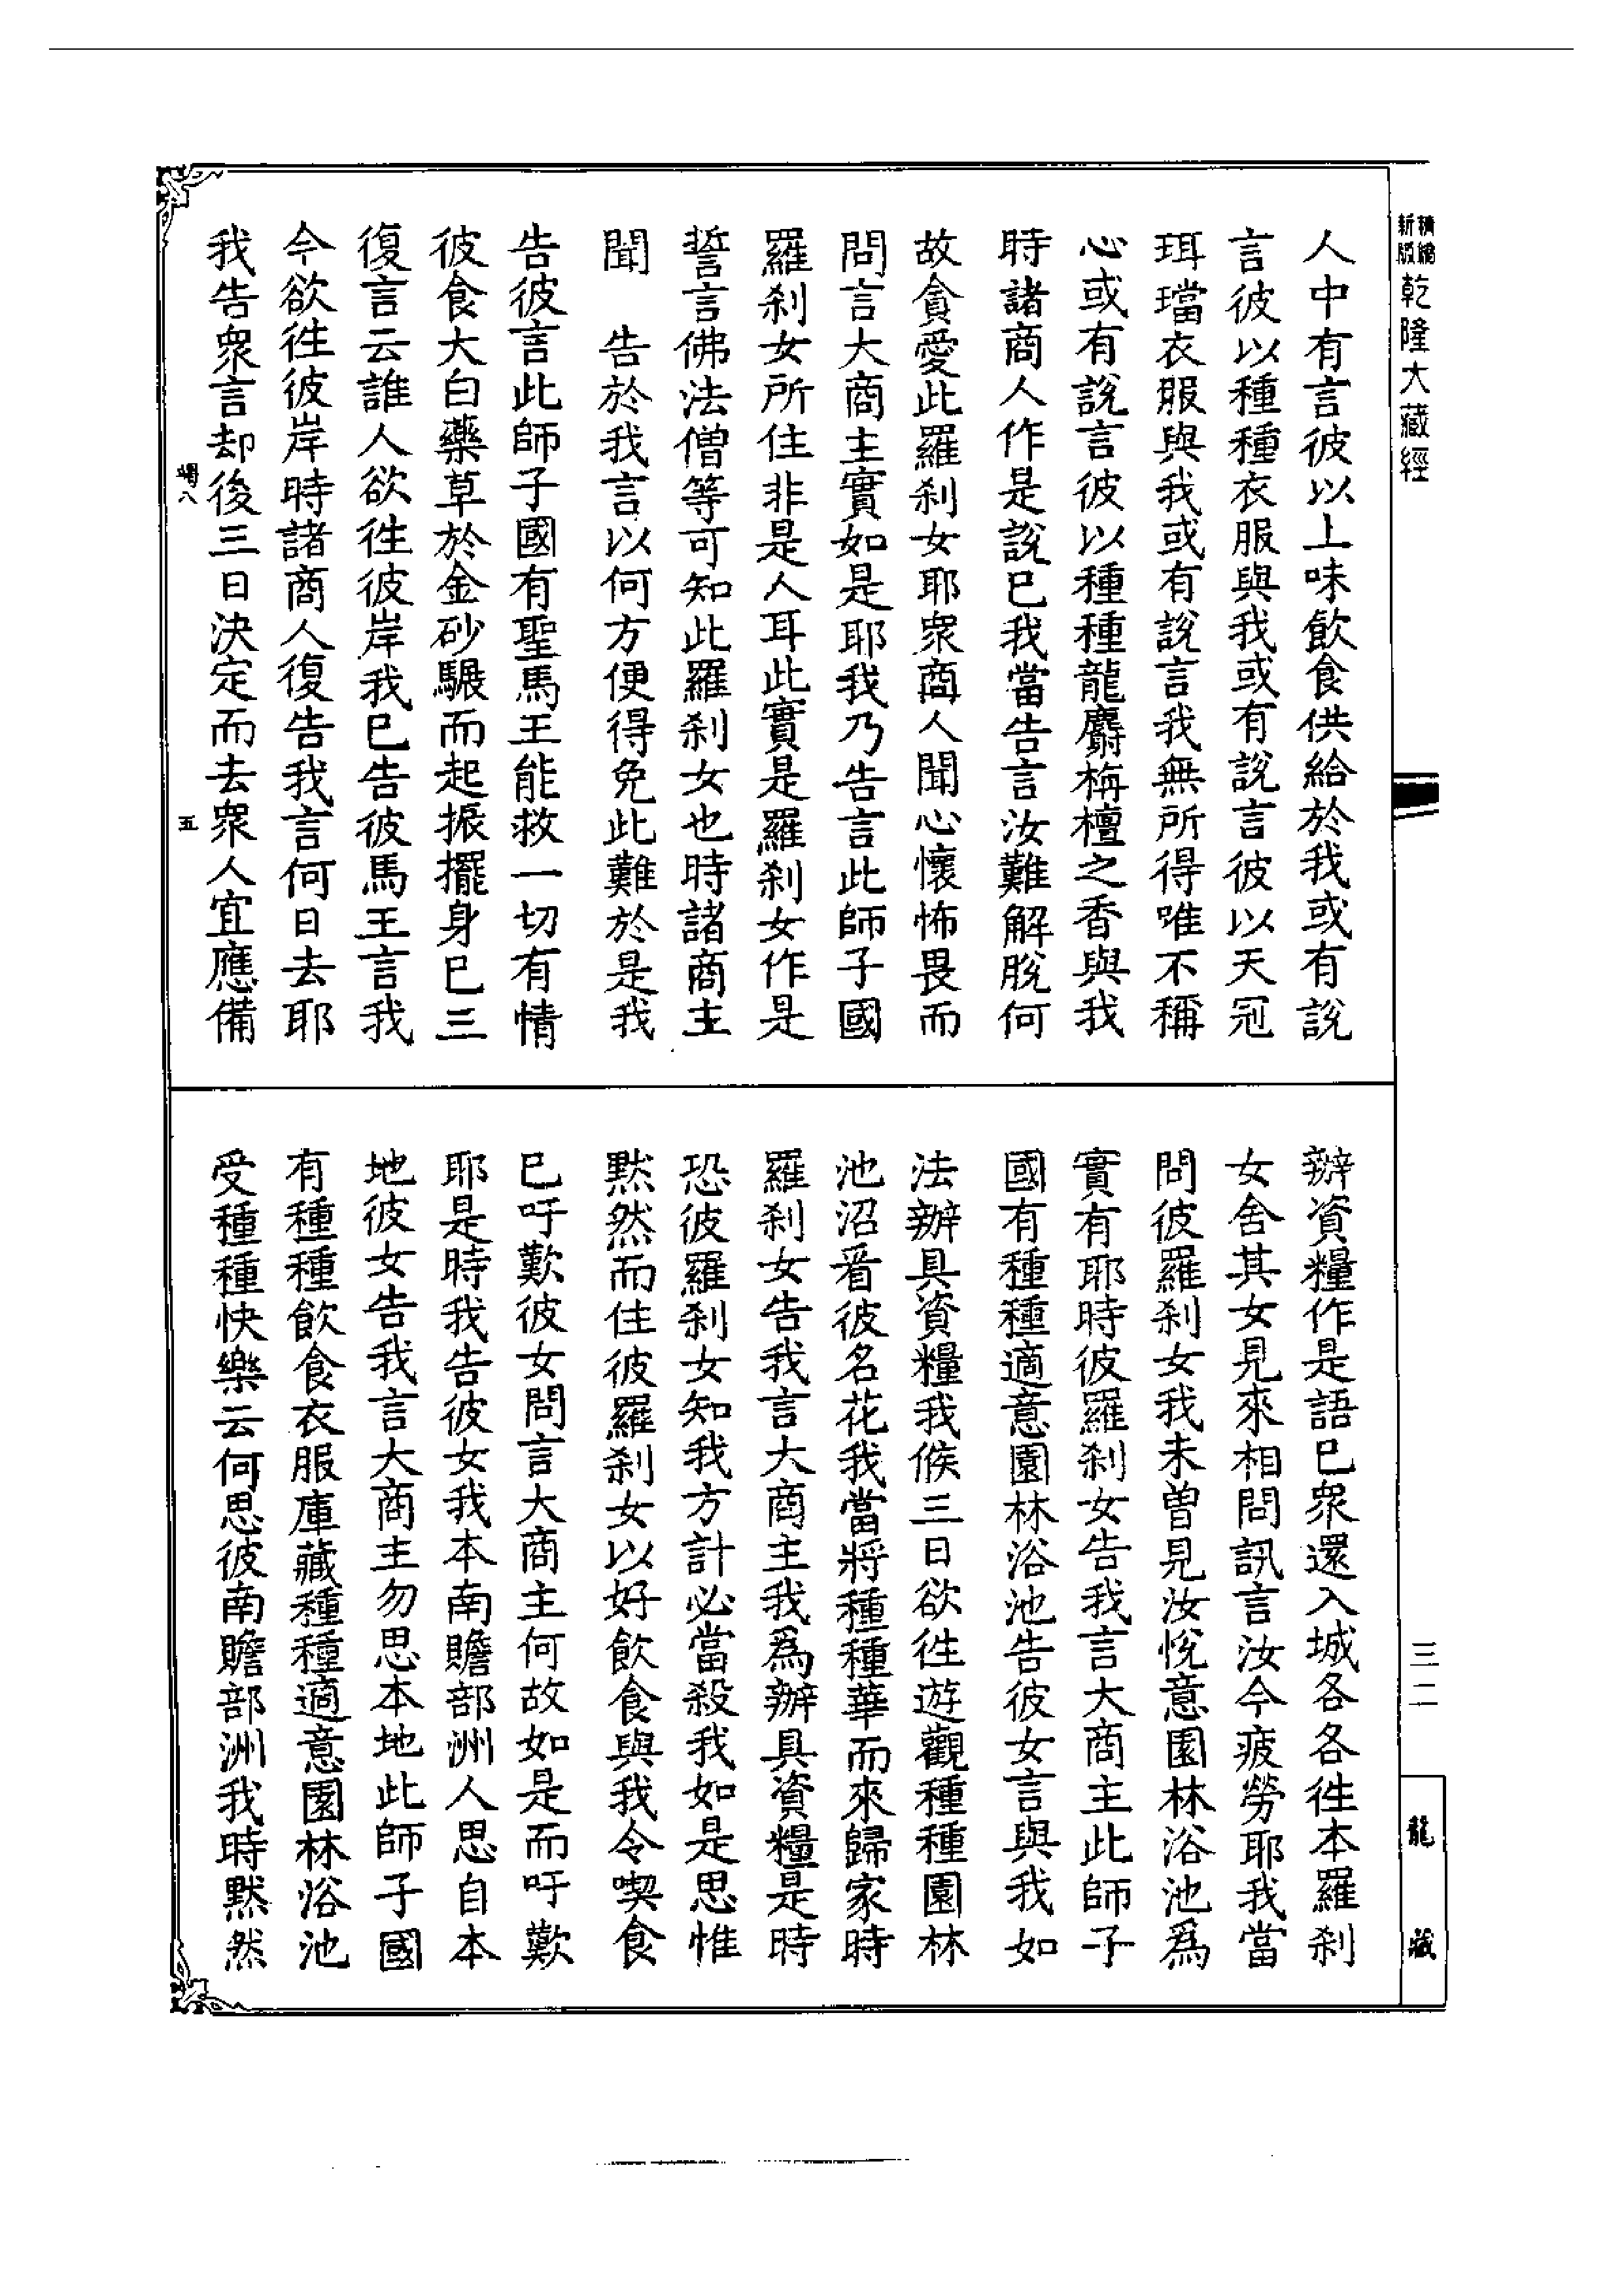 精編
新版
乾隆大藏經
人中有言彼以上味飲食供給於我或有說
言彼以種種衣服與我或有說言彼以天冠
珥璫衣服與我或有說言我無所得唯不稱
心或有說言彼以種種龍麝栴檀之香與我
時諸商人作是說已我當告言汝難解脫何
故貪愛此羅剎女耶眾商人聞心懷怖畏而
問言大商主實如是耶我乃告言此師子國
羅剎女所住非是人耳此實是羅剎女作是
誓言佛法僧等可知此羅剎女也時諸商主
聞　告於我言以何方便得免此難於是我
告彼言此師子國有聖馬王能救一切有情
彼食大白藥草於金砂驏而起振擺身已三
復言云誰人欲往彼岸我已告彼馬王言我
今欲往彼岸時諸商人復告我言何日去耶
我告眾言却後三日決定而去眾人宜應備
竭八
五
辦資糧作是語已眾還入城各各往本羅剎
女舍其女見來相問訊言汝今疲勞耶我當
問彼羅剎女我未曾見汝悅意園林浴池為
實有耶時彼羅剎女告我言大商主此師子
國有種種適意園林浴池告彼女言與我如
法辦具資糧我候三日欲往遊觀種種園林
池沼看彼名花我當將種種華而來歸家時
羅剎女告我言大商主我為辦具資糧是時
恐彼羅剎女知我方計必當殺我如是思惟
默然而住彼羅剎女以好飲食與我令喫食
已吁歎彼女問言大商主何故如是而吁歎
耶是時我告彼女我本南贍部洲人思自本
地彼女告我言大商主勿思本地此師子國
有種種飲食衣服庫藏種種適意園林浴池
受種種快樂云何思彼南贍部洲我時默然
三二
龍藏